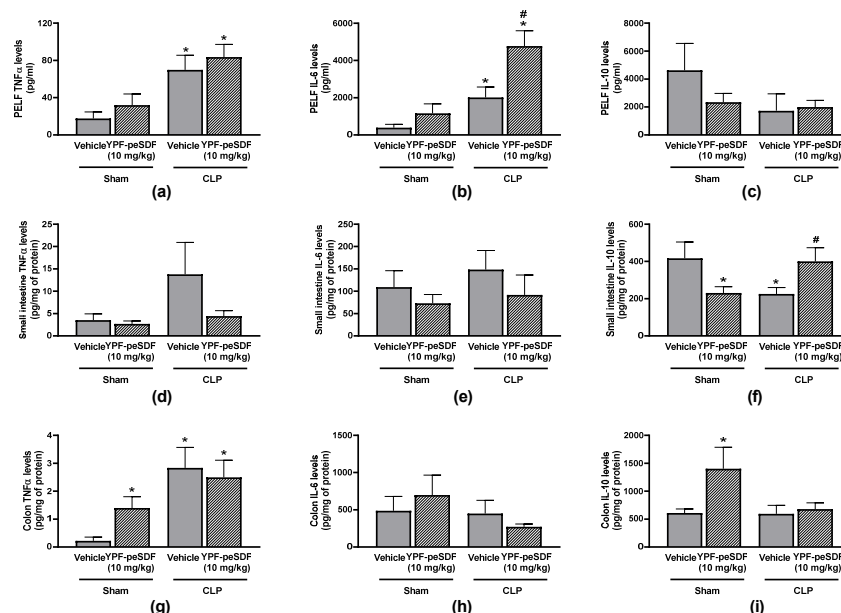 PELF TNFα levels
(pg/ml)
120
80
40
0
*
*
Vehicle YPF-peSDF
(10 mg/kg)
Vehicle YPF-peSDF
(10 mg/kg)
Sham
CLP
(a)
PELF IL-6 levels
(pg/ml)
6000
4000
2000
0
*
#
*
Vehicle YPF-peSDF
(10 mg/kg)
Vehicle YPF-peSDF
(10 mg/kg)
Sham
CLP
(b)
PELF IL-10 levels
(pg/ml)
8000
6000
4000
2000
0
Vehicle YPF-peSDF
(10 mg/kg)
Vehicle YPF-peSDF
(10 mg/kg)
Sham
CLP
(c)
Small intestine TNFα levels
(pg/mg of protein)
25
20
15
10
5
0
Vehicle YPF-peSDF
(10 mg/kg)
Vehicle YPF-peSDF
(10 mg/kg)
Sham
CLP
(d)
Small intestine IL-6 levels
(pg/mg of protein)
250
200
150
100
50
0
Vehicle YPF-peSDF
(10 mg/kg)
Vehicle YPF-peSDF
(10 mg/kg)
Sham
CLP
(e)
Small intestine IL-10 levels
(pg/mg of protein)
600
400
200
0
*
*
#
Vehicle YPF-peSDF
(10 mg/kg)
Vehicle YPF-peSDF
(10 mg/kg)
Sham
CLP
(f)
Colon TNFα levels
(pg/mg of protein)
4
3
2
1
0
*
*
*
Vehicle YPF-peSDF
(10 mg/kg)
Vehicle YPF-peSDF
(10 mg/kg)
Sham
CLP
(g)
Colon IL-6 levels
(pg/mg of protein)
1500
1000
500
0
Vehicle YPF-peSDF
(10 mg/kg)
Vehicle YPF-peSDF
(10 mg/kg)
Sham
CLP
(h)
Colon IL-10 levels
(pg/mg of protein)
2000
1500
1000
500
0
*
Vehicle YPF-peSDF
(10 mg/kg)
Vehicle YPF-peSDF
(10 mg/kg)
Sham
CLP
(i)